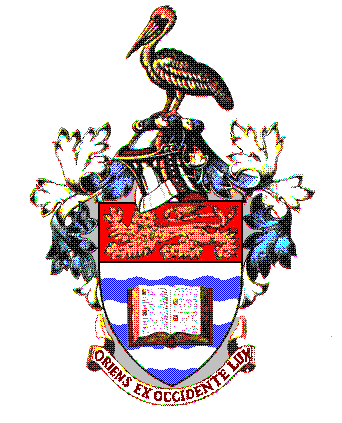 ORIENS EX OCCIDENTE LUX